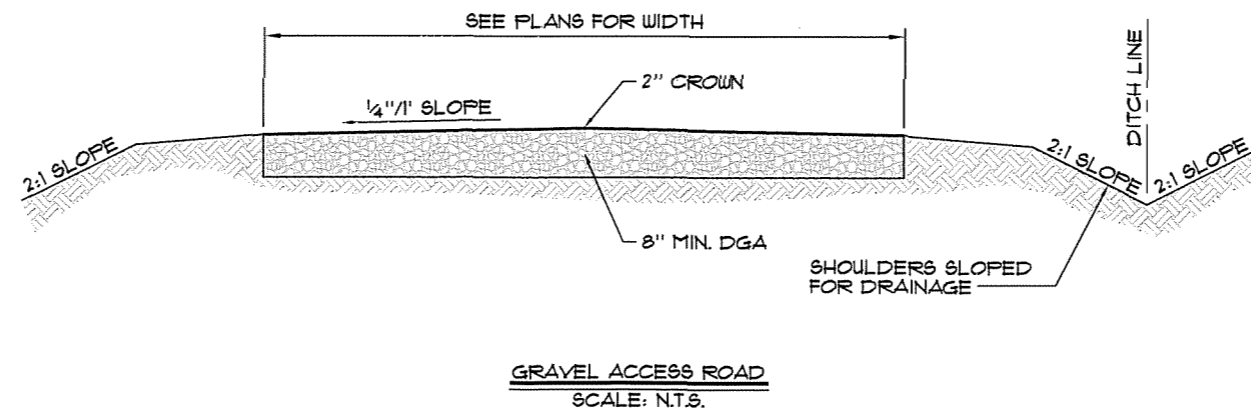 SEE PLANS FOR WIDTH
2" CROWN
¼"/1' SLOPE
DITCH LINE
2:1 SLOPE
2:1 SLOPE
2:1 SLOPE
8" MIN. DGA
SHOULDERS SLOPED
FOR DRAINAGE
GRAVEL ACCESS ROAD
SCALE: N.T.S.